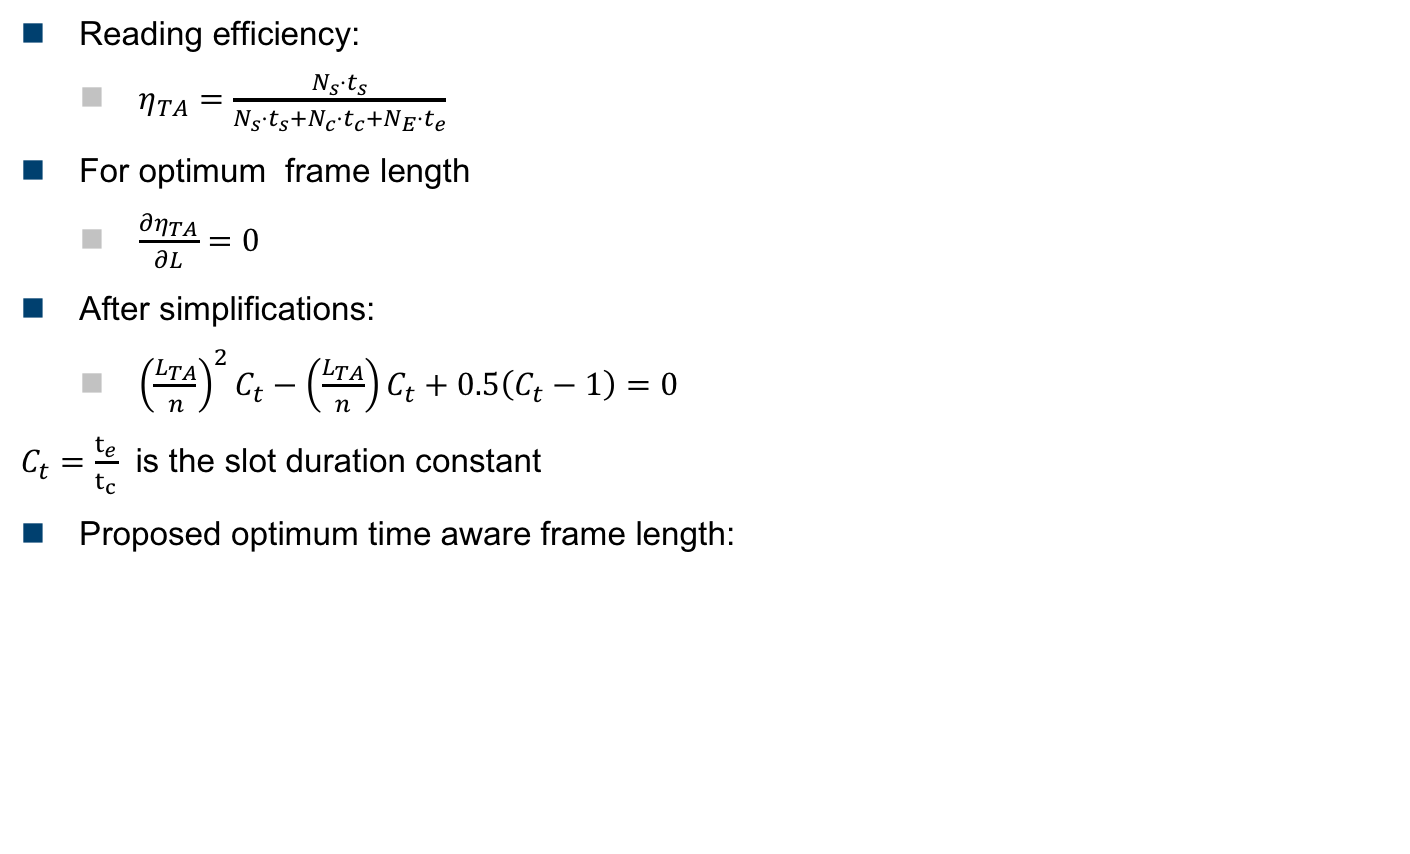 Reading efficiency:
η_TA = (N_s·t_s)/(N_s·t_s+N_c·t_c+N_E·t_e)
For optimum  frame length
∂η_TA/∂L = 0
After simplifications:
(L_TA/n)² C_t − (L_TA/n) C_t + 0.5(C_t − 1) = 0
C_t = t_e/t_c is the slot duration constant
Proposed optimum time aware frame length: